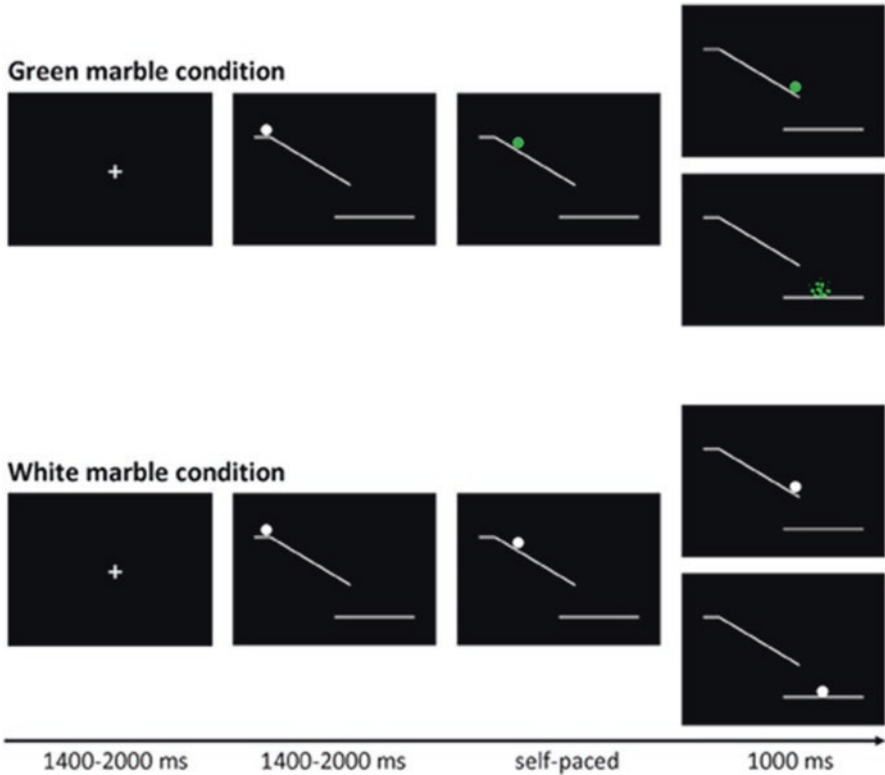 Green marble condition
White marble condition
1400-2000 ms 1400-2000 ms self-paced 1000 ms